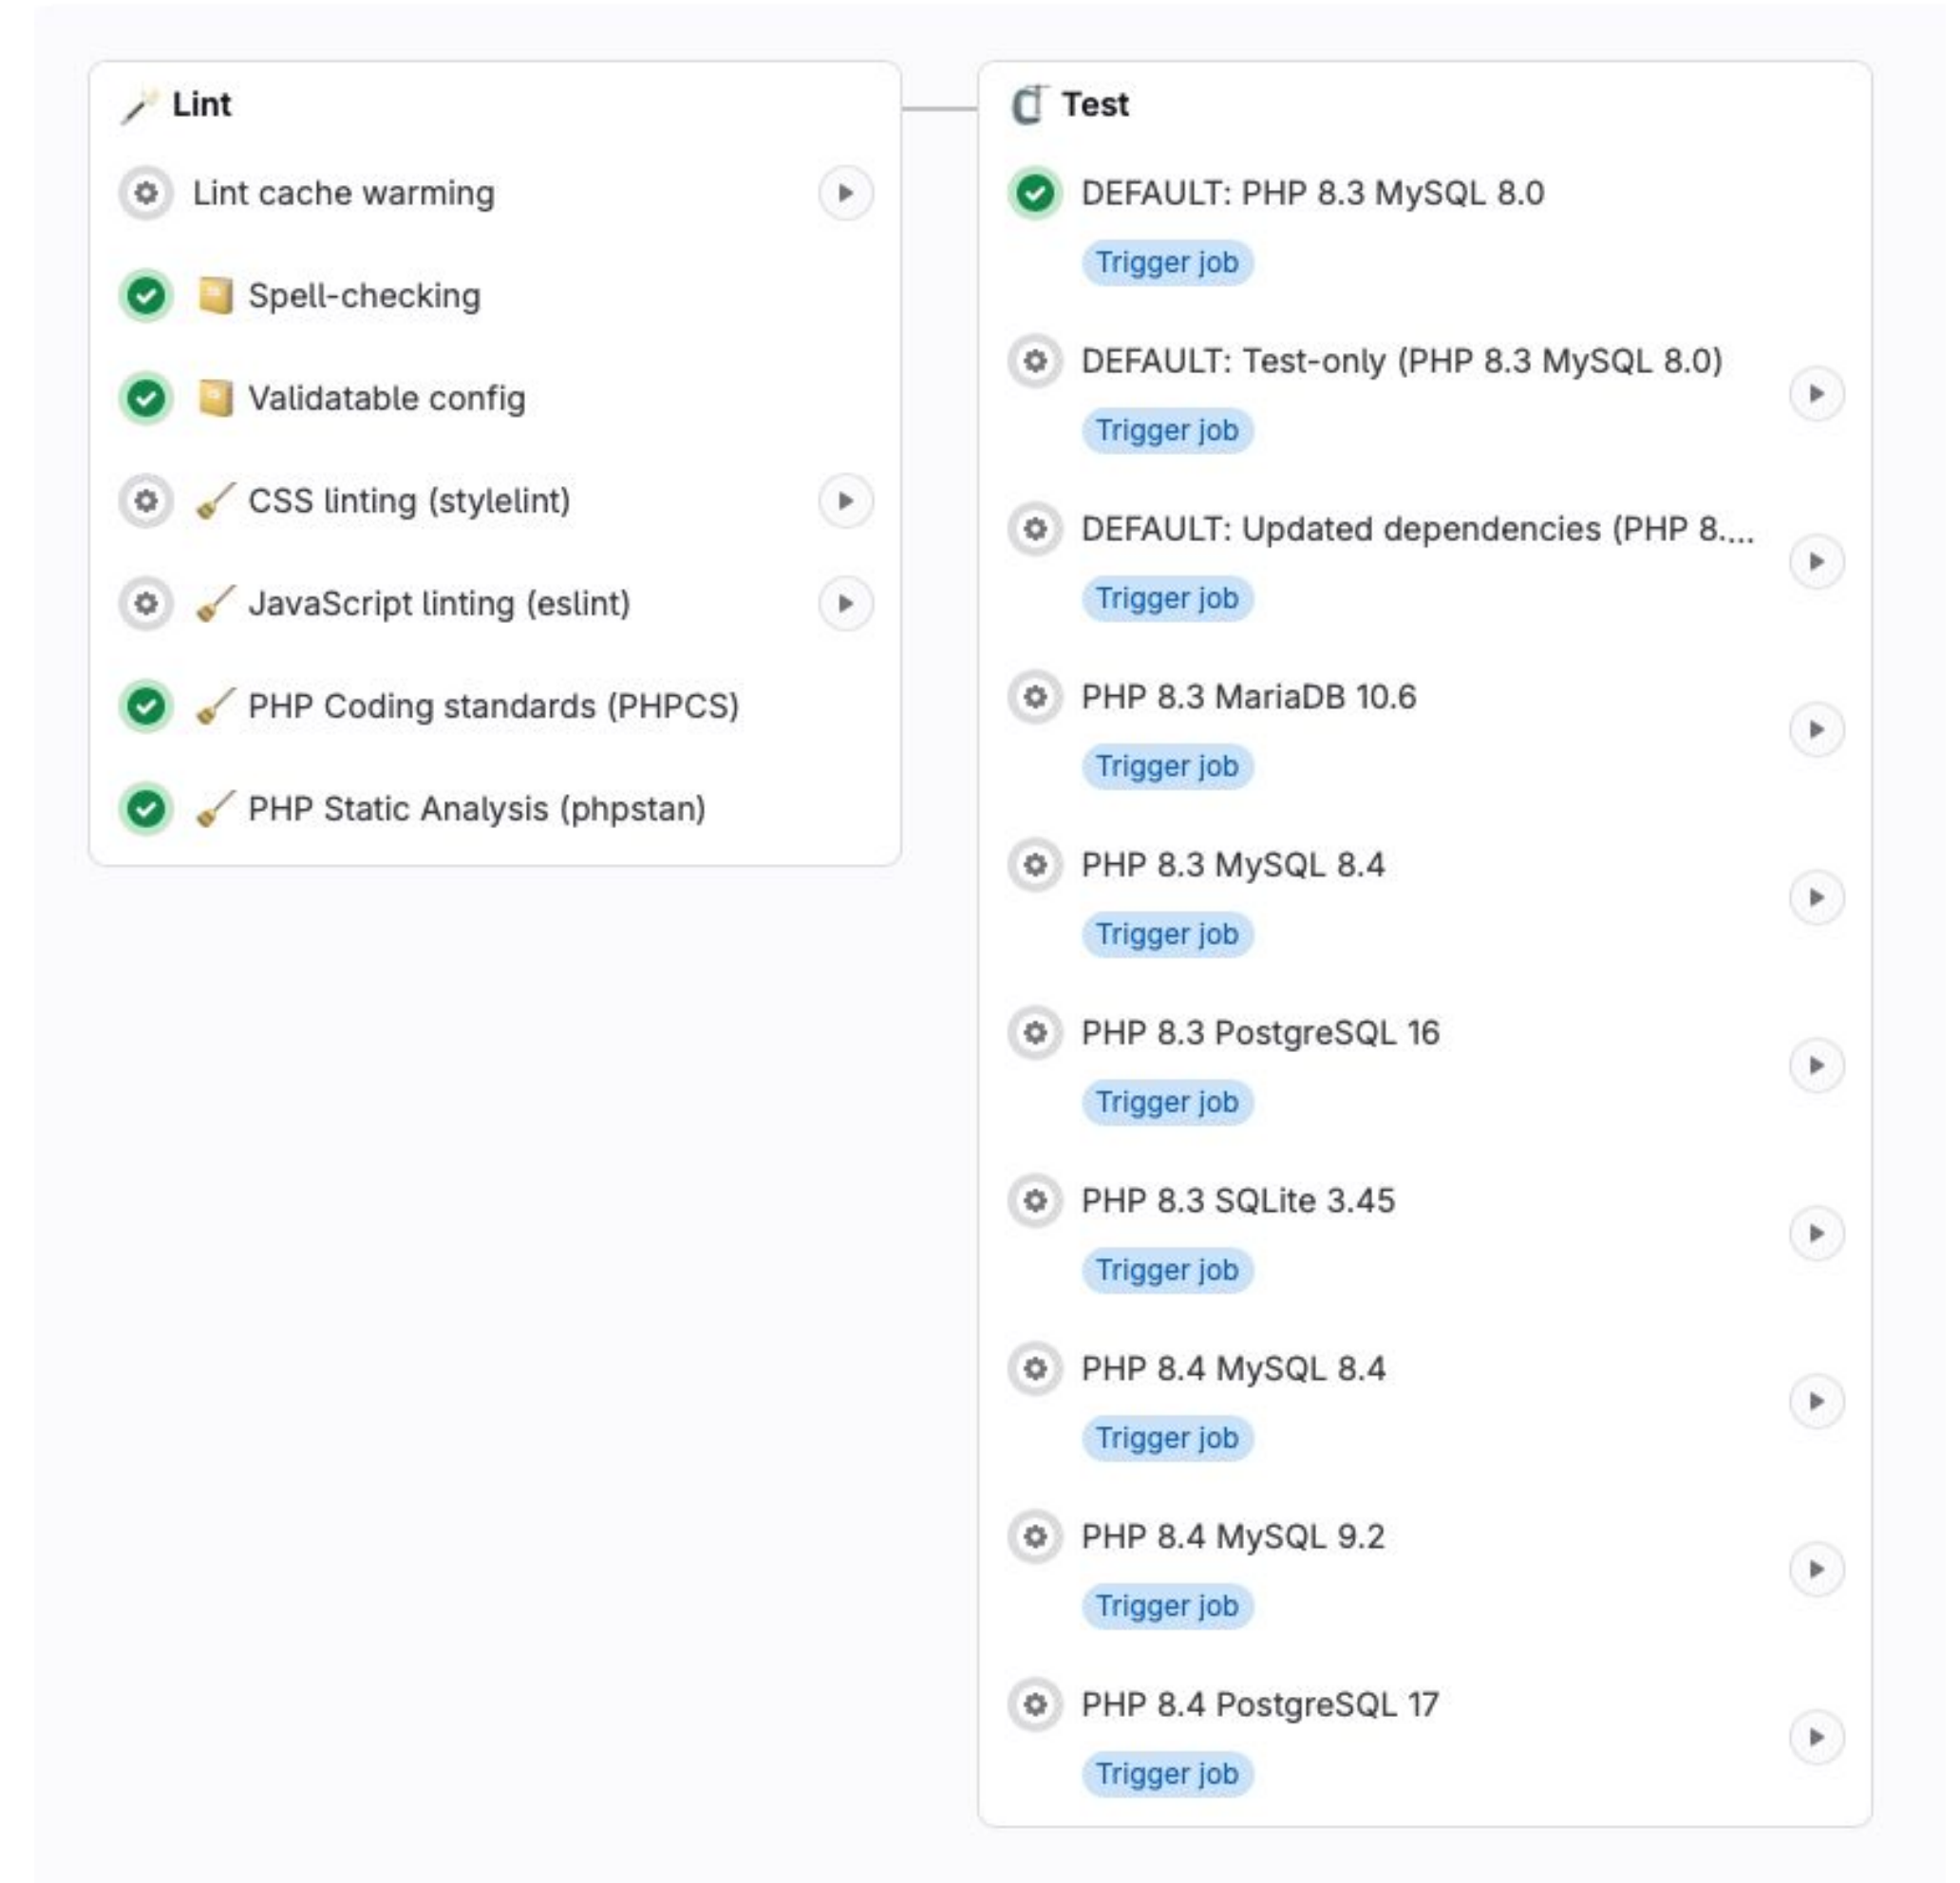 Lint
Lint cache warming
Spell-checking
Validatable config
CSS linting (stylelint)
JavaScript linting (eslint)
PHP Coding standards (PHPCS)
PHP Static Analysis (phpstan)
Test
DEFAULT: PHP 8.3 MySQL 8.0
Trigger job
DEFAULT: Test-only (PHP 8.3 MySQL 8.0)
Trigger job
DEFAULT: Updated dependencies (PHP 8....
Trigger job
PHP 8.3 MariaDB 10.6
Trigger job
PHP 8.3 MySQL 8.4
Trigger job
PHP 8.3 PostgreSQL 16
Trigger job
PHP 8.3 SQLite 3.45
Trigger job
PHP 8.4 MySQL 8.4
Trigger job
PHP 8.4 MySQL 9.2
Trigger job
PHP 8.4 PostgreSQL 17
Trigger job